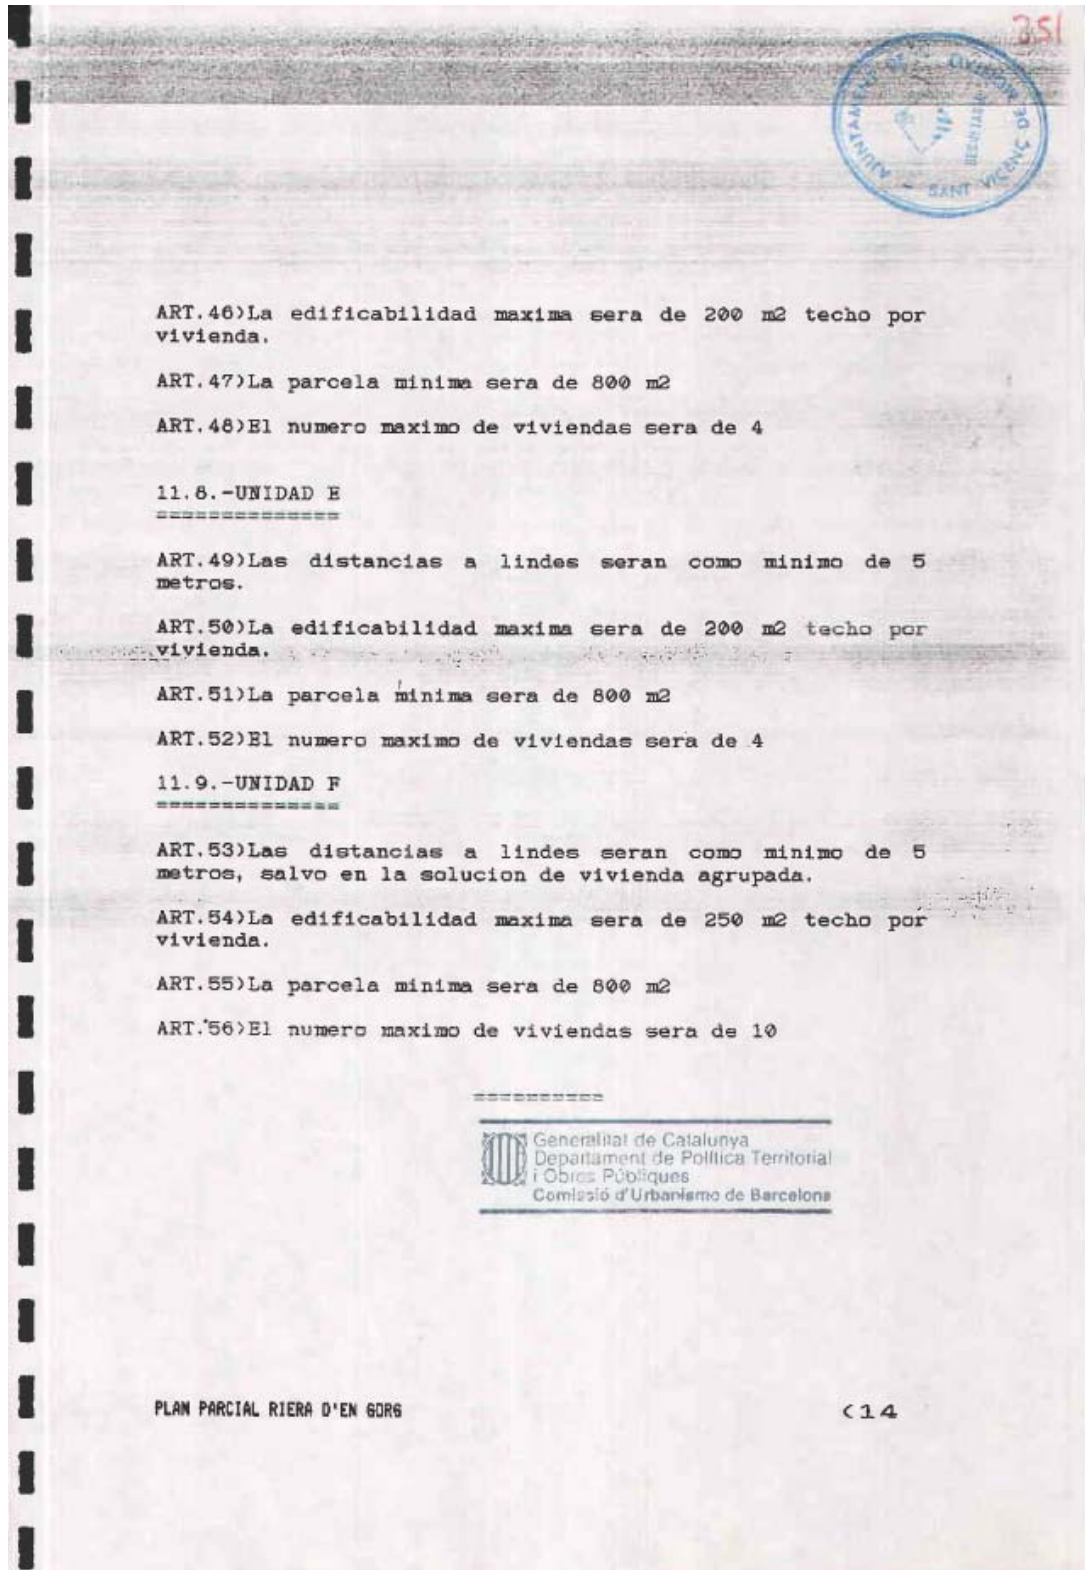 351
AJUNTAMENT DE
SANT VICENÇ DE
ART.46)La edificabilidad maxima sera de 200 m2 techo por
vivienda.
ART.47)La parcela minima sera de 800 m2
ART.48)El numero maximo de viviendas sera de 4
11.8.-UNIDAD E
==============
ART.49)Las distancias a lindes seran como minimo de 5
metros.
ART.50)La edificabilidad maxima sera de 200 m2 techo por
vivienda.
ART.51)La parcela minima sera de 800 m2
ART.52)El numero maximo de viviendas sera de 4
11.9.-UNIDAD F
==============
ART.53)Las distancias a lindes seran como minimo de 5
metros, salvo en la solucion de vivienda agrupada.
ART.54)La edificabilidad maxima sera de 250 m2 techo por
vivienda.
ART.55)La parcela minima sera de 800 m2
ART.56)El numero maximo de viviendas sera de 10
==========
Generalitat de Catalunya
Departament de Política Territorial
i Obres Públiques
Comissió d'Urbanisme de Barcelona
PLAN PARCIAL RIERA D'EN GORG
(14